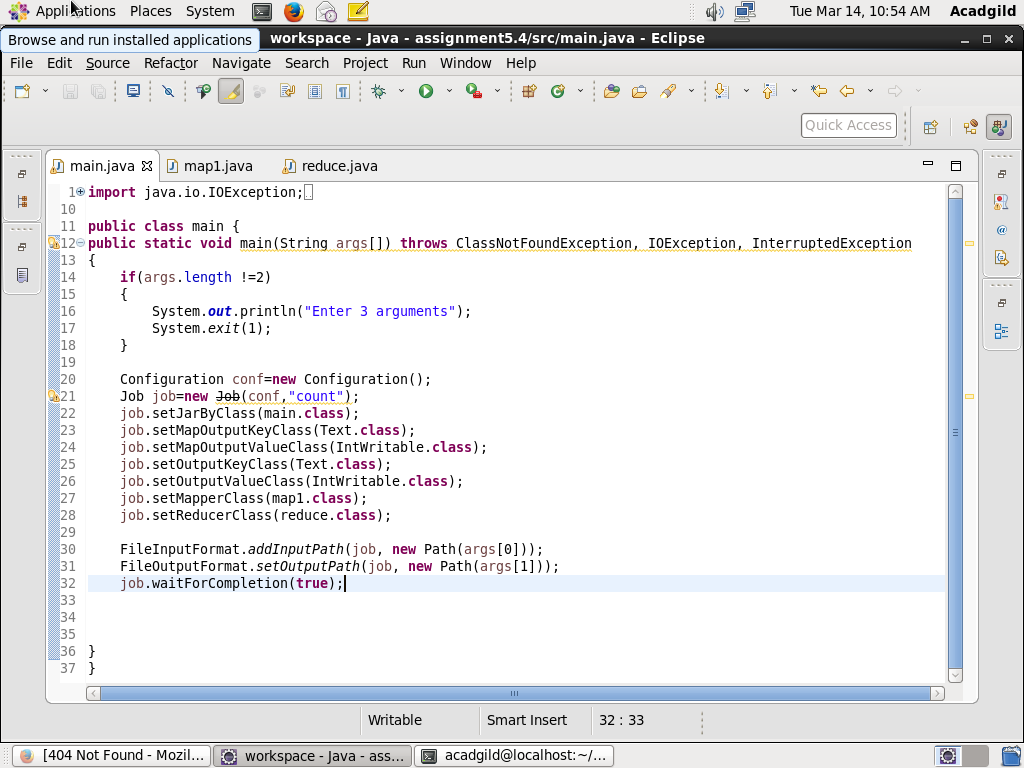 Applications Places System Tue Mar 14, 10:54 AM Acadgild
Browse and run installed applications
workspace - Java - assignment5.4/src/main.java - Eclipse
File Edit Source Refactor Navigate Search Project Run Window Help
Quick Access
main.java map1.java reduce.java
1 import java.io.IOException;
10
11 public class main {
12 public static void main(String args[]) throws ClassNotFoundException, IOException, InterruptedException
13 {
14 if(args.length !=2)
15 {
16 System.out.println("Enter 3 arguments");
17 System.exit(1);
18 }
19
20 Configuration conf=new Configuration();
21 Job job=new Job(conf,"count");
22 job.setJarByClass(main.class);
23 job.setMapOutputKeyClass(Text.class);
24 job.setMapOutputValueClass(IntWritable.class);
25 job.setOutputKeyClass(Text.class);
26 job.setOutputValueClass(IntWritable.class);
27 job.setMapperClass(map1.class);
28 job.setReducerClass(reduce.class);
29
30 FileInputFormat.addInputPath(job, new Path(args[0]));
31 FileOutputFormat.setOutputPath(job, new Path(args[1]));
32 job.waitForCompletion(true);
33
34
35
36 }
37 }
Writable Smart Insert 32 : 33
[404 Not Found - Mozil... workspace - Java - ass... acadgild@localhost:~/...